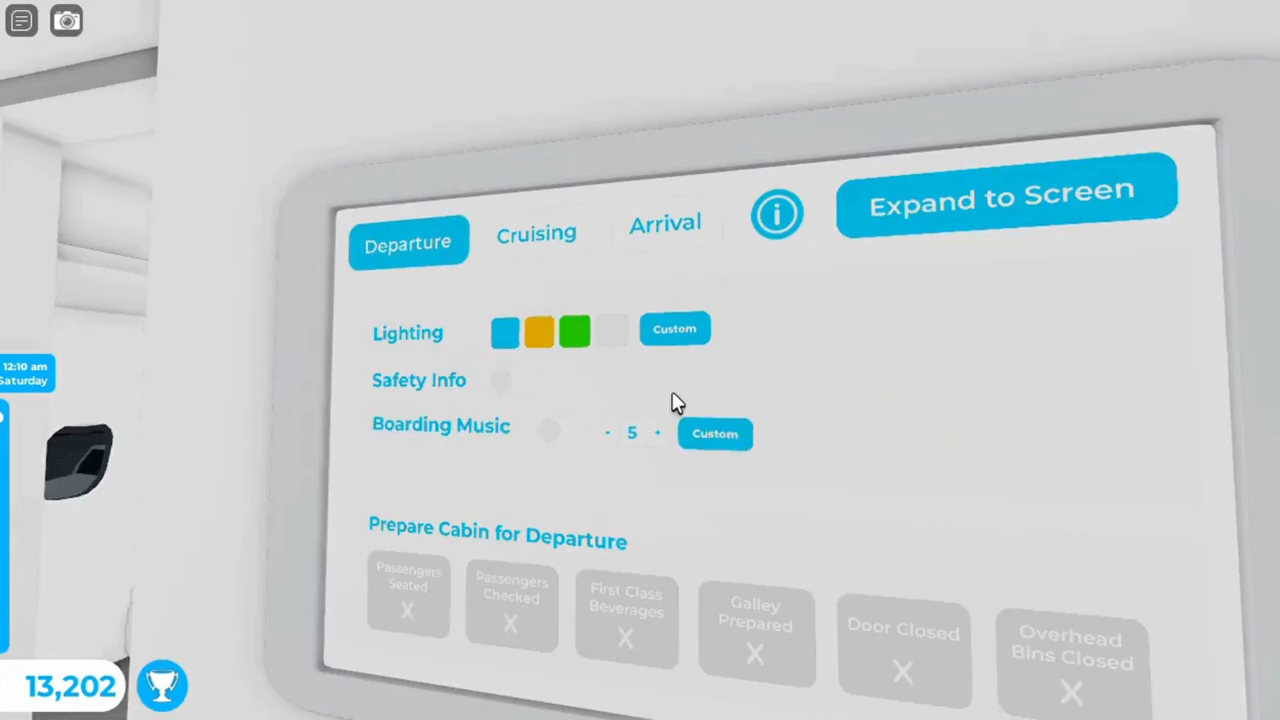 Departure
Cruising
Arrival
i
Expand to Screen
Lighting
Custom
Safety Info
Boarding Music
- 5 +
Custom
12:10 am
Saturday
Prepare Cabin for Departure
Passengers
Seated
X
Passengers
Checked
X
First Class
Beverages
X
Galley
Prepared
X
Door Closed
X
Overhead
Bins Closed
X
13,202